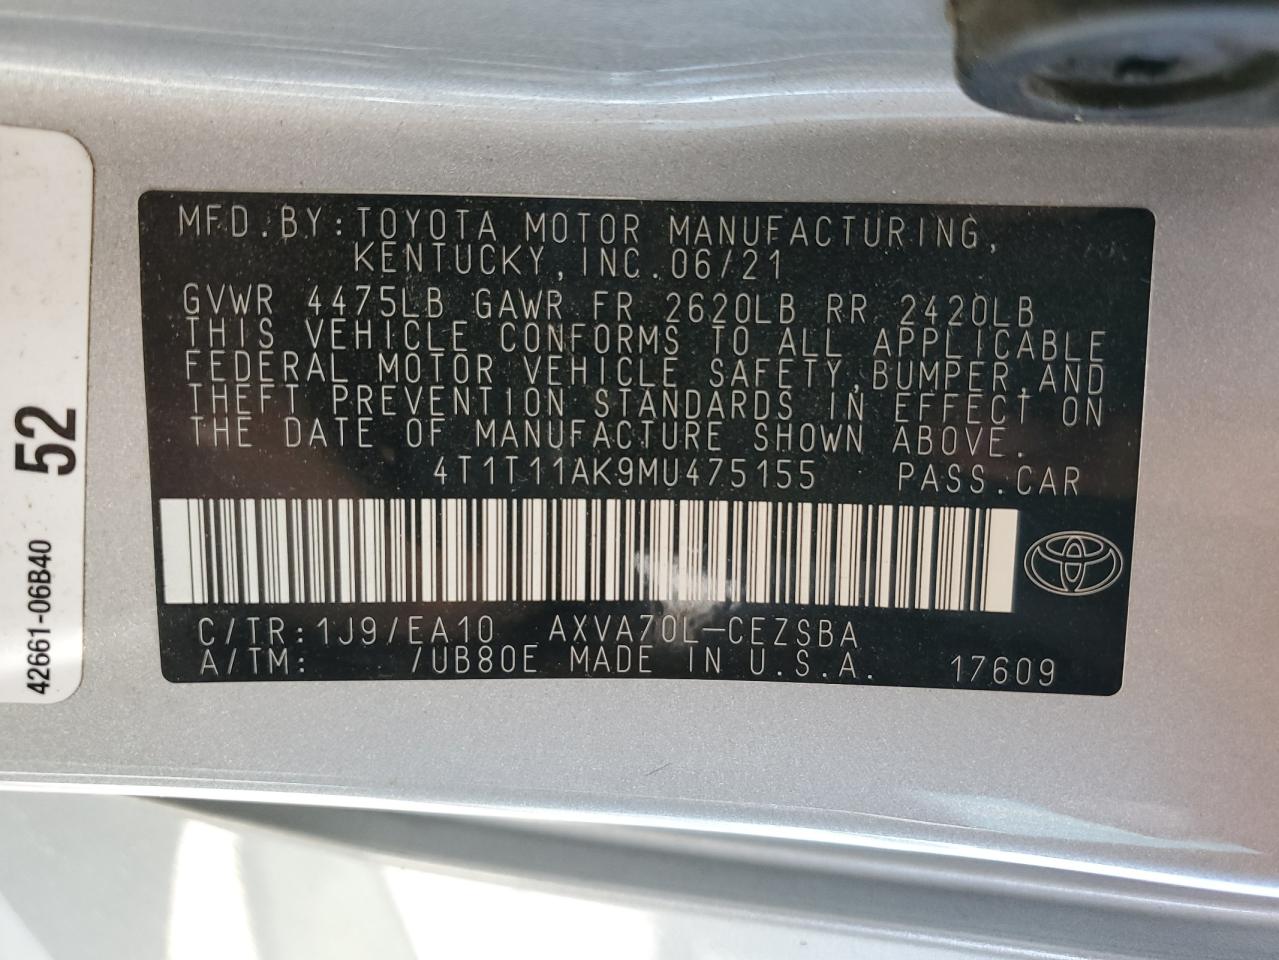 MFD.BY:TOYOTA MOTOR MANUFACTURING,
KENTUCKY,INC.06/21
GVWR 4475LB GAWR FR 2620LB RR 2420LB
THIS VEHICLE CONFORMS TO ALL APPLICABLE
FEDERAL MOTOR VEHICLE SAFETY,BUMPER,AND
THEFT PREVENTION STANDARDS IN EFFECT ON
THE DATE OF MANUFACTURE SHOWN ABOVE.
4T1T11AK9MU475155 PASS.CAR
C/TR:1J9/EA10 AXVA70L-CEZSBA
A/TM: /UB80E MADE IN U.S.A. 17609
52
42661-06B40